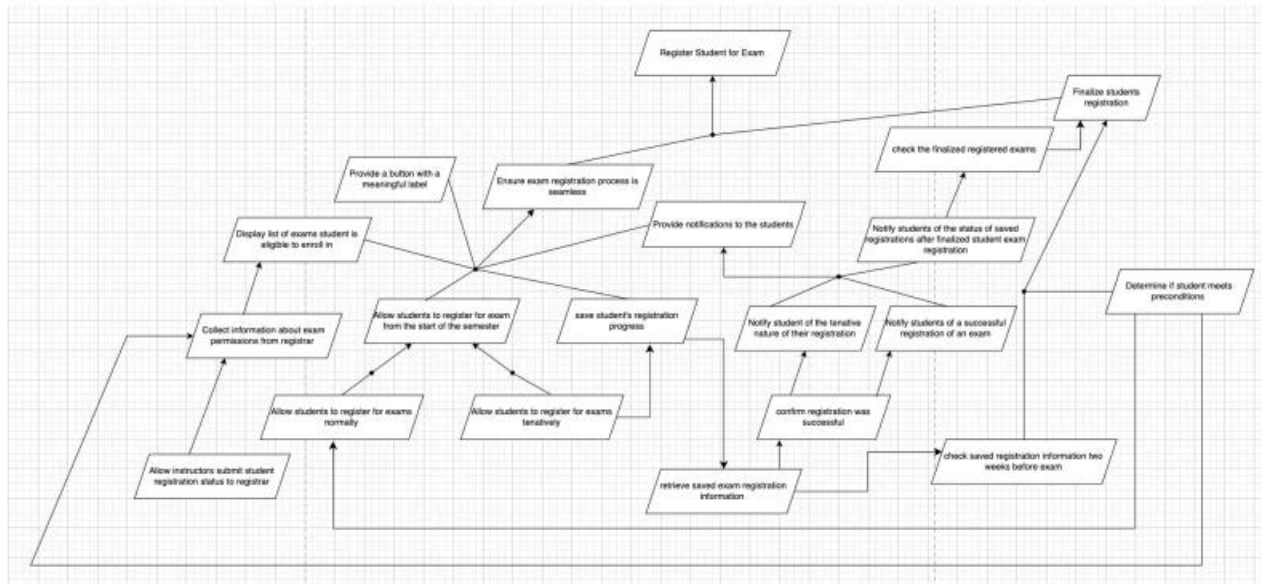 Register Student for Exam
Finalize students
registration
check the finalized registered exams
Provide a button with a
meaningful label
Ensure exam registration process is
seamless
Display list of exams student is
eligible to enroll in
Provide notifications to the students
Notify students of the status of saved
registrations after finalized student exam
registration
Determine if student meets
preconditions
Collect information about exam
permissions from registrar
Allow students to register for exam
from the start of the semester
save student's registration
progress
Notify student of the tenative
nature of their registration
Notify students of a successful
registration of an exam
Allow students to register for exams
normally
Allow students to register for exams
tenatively
confirm registration was
successful
Allow instructors submit student
registration status to registrar
retrieve saved exam registration
information
check saved registration information two
weeks before exam